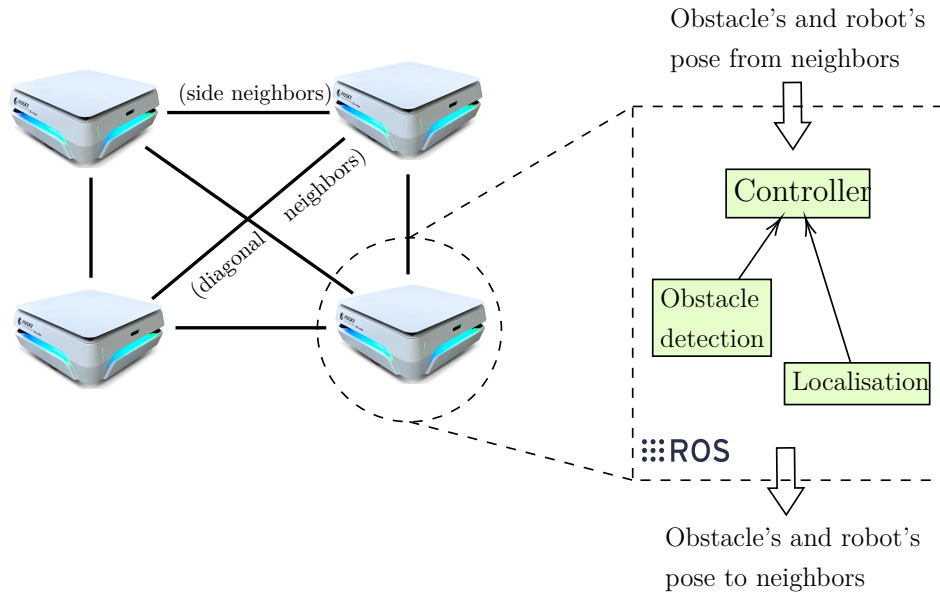 Obstacle's and robot's
pose from neighbors
(side neighbors)
(diagonal neighbors)
Controller
Obstacle
detection
Localisation
ROS
Obstacle's and robot's
pose to neighbors